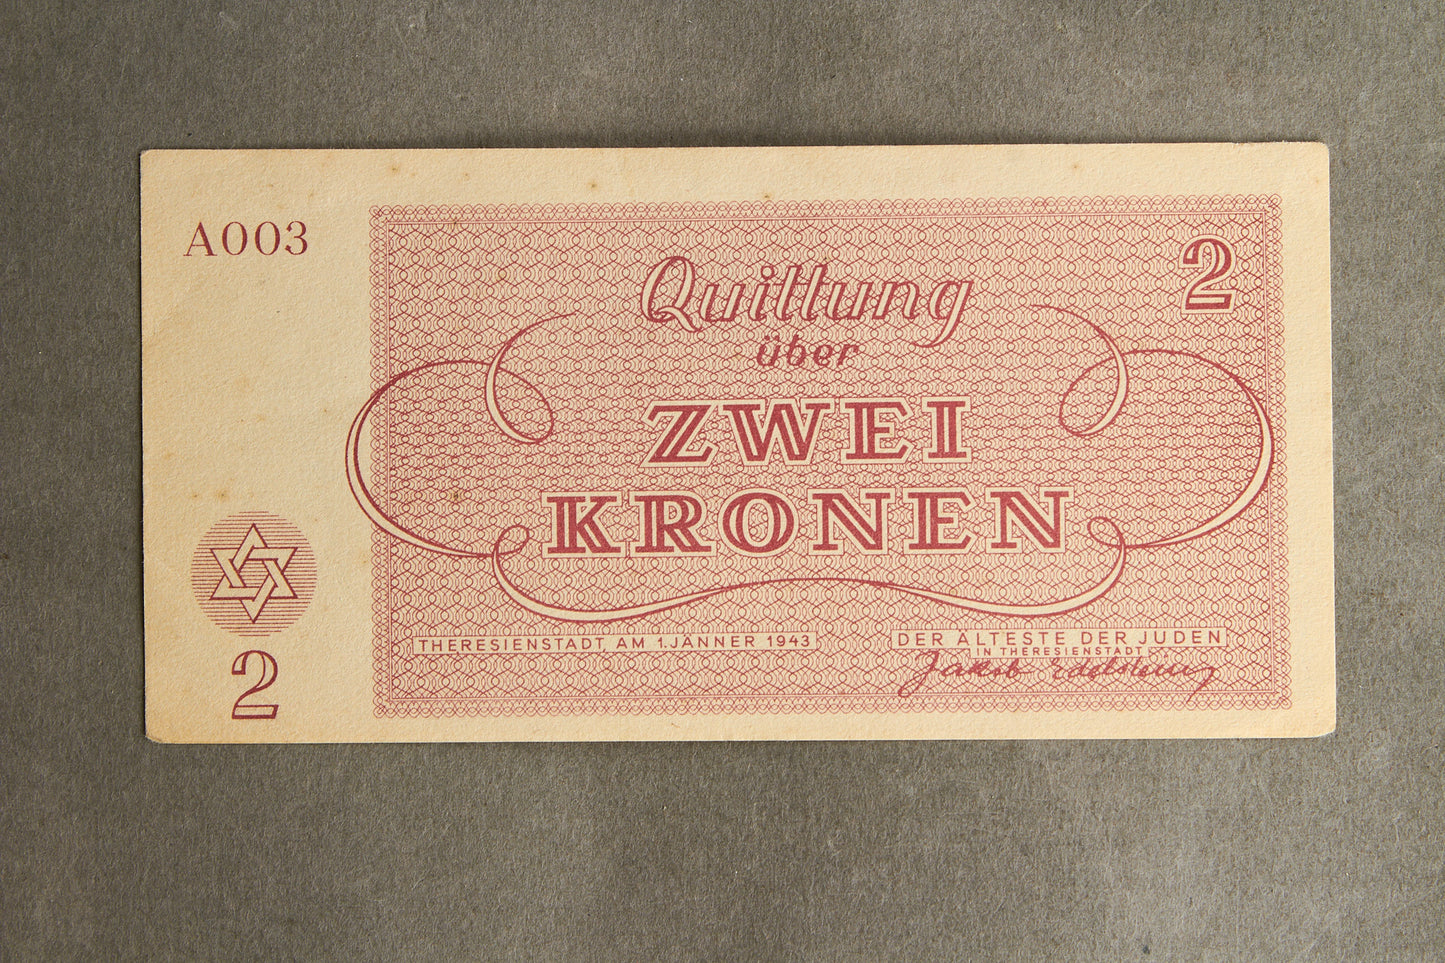 A003
2
Quittung
über
ZWEI
KRONEN
THERESIENSTADT, AM 1. JÄNNER 1943
DER ÄLTESTE DER JUDEN
IN THERESIENSTADT
Jakob Edelstein
2